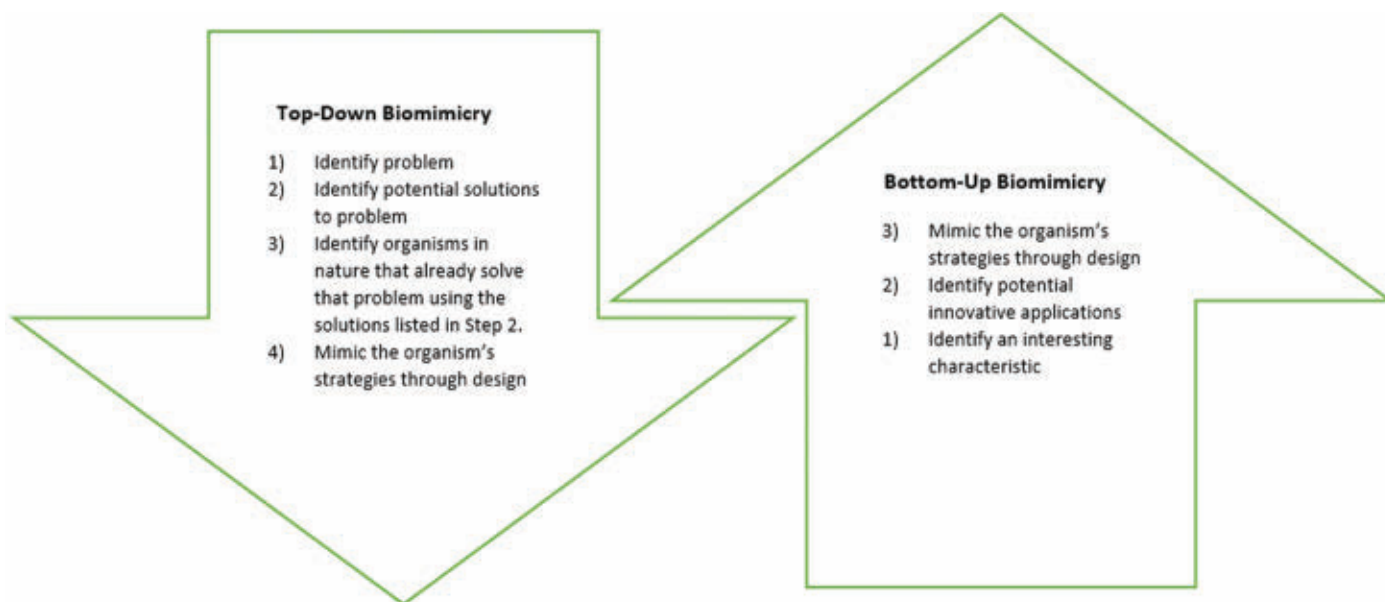 Top-Down Biomimicry
1) Identify problem
2) Identify potential solutions
to problem
3) Identify organisms in
nature that already solve
that problem using the
solutions listed in Step 2.
4) Mimic the organism's
strategies through design
Bottom-Up Biomimicry
3) Mimic the organism's
strategies through design
2) Identify potential
innovative applications
1) Identify an interesting
characteristic